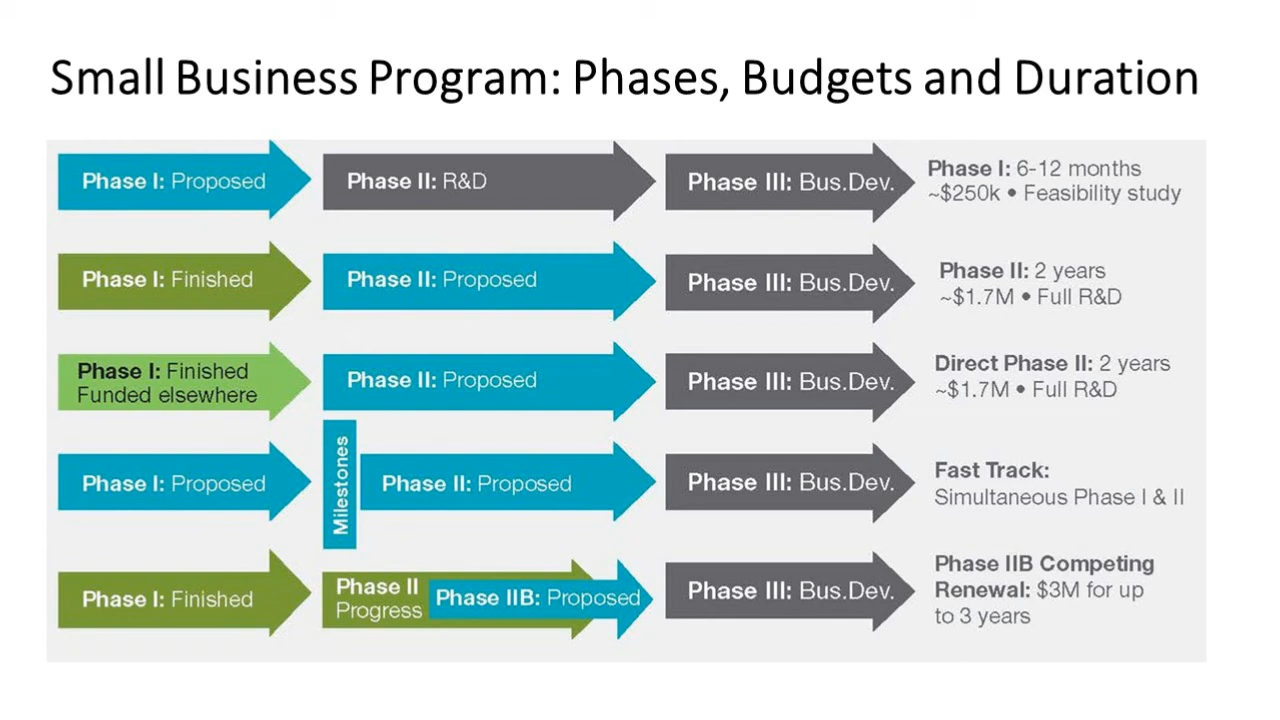 Small Business Program: Phases, Budgets and Duration
Phase I: Proposed
Phase II: R&D
Phase III: Bus.Dev.
Phase I: 6-12 months
~$250k • Feasibility study
Phase I: Finished
Phase II: Proposed
Phase III: Bus.Dev.
Phase II: 2 years
~$1.7M • Full R&D
Phase I: Finished
Funded elsewhere
Phase II: Proposed
Phase III: Bus.Dev.
Direct Phase II: 2 years
~$1.7M • Full R&D
Phase I: Proposed
Milestones
Phase II: Proposed
Phase III: Bus.Dev.
Fast Track:
Simultaneous Phase I & II
Phase I: Finished
Phase II
Progress
Phase IIB: Proposed
Phase III: Bus.Dev.
Phase IIB Competing
Renewal: $3M for up
to 3 years